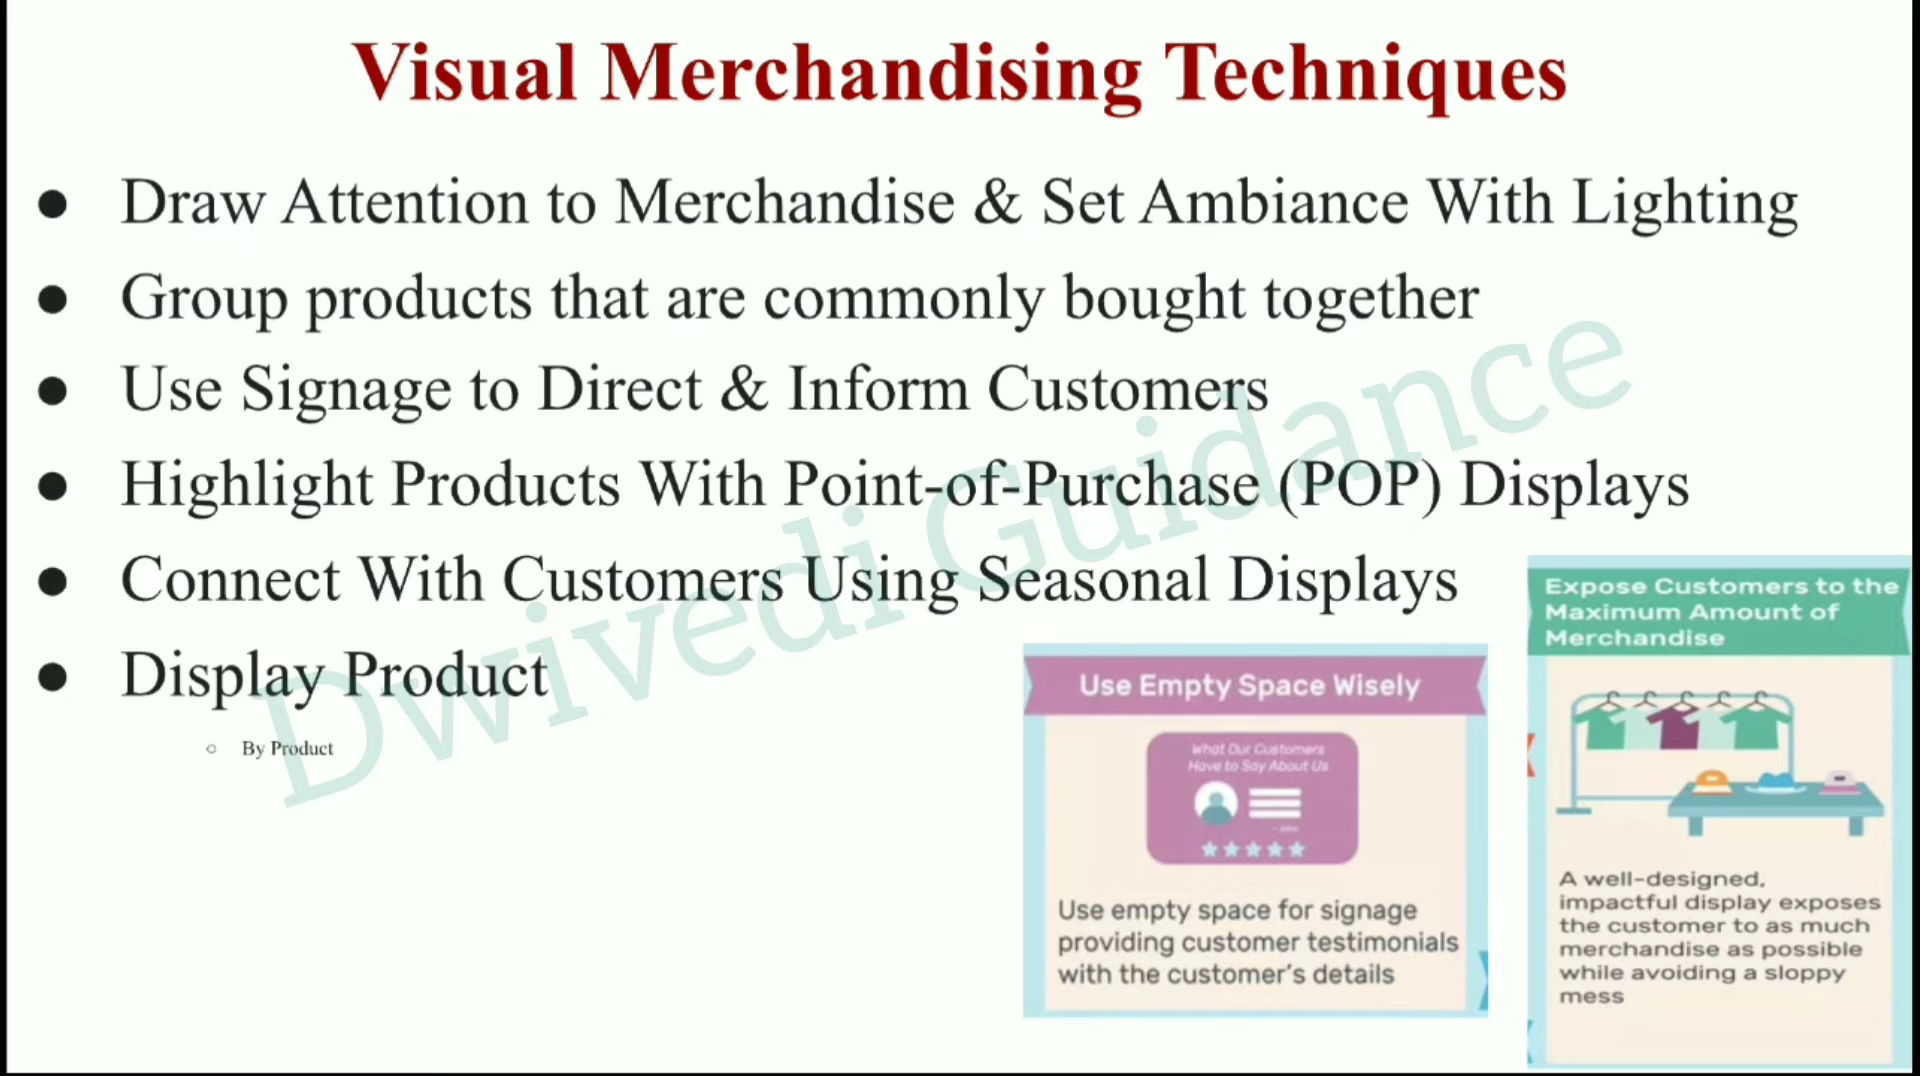 Visual Merchandising Techniques
● Draw Attention to Merchandise & Set Ambiance With Lighting
● Group products that are commonly bought together
● Use Signage to Direct & Inform Customers
● Highlight Products With Point-of-Purchase (POP) Displays
● Connect With Customers Using Seasonal Displays
● Display Product
○ By Product
Dwivedi Guidance
Use Empty Space Wisely
What Our Customers
Have to Say About Us
Use empty space for signage
providing customer testimonials
with the customer's details
Expose Customers to the
Maximum Amount of
Merchandise
A well-designed,
impactful display exposes
the customer to as much
merchandise as possible
while avoiding a sloppy
mess